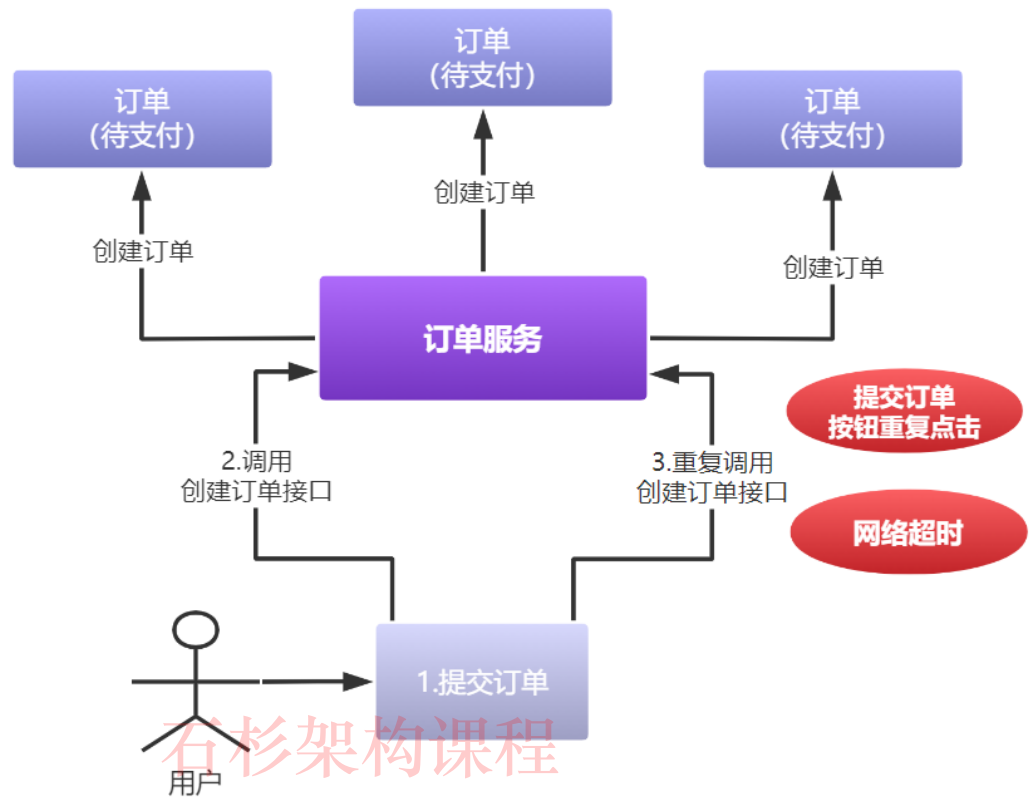 订单
（待支付）
订单
（待支付）
订单
（待支付）
创建订单
创建订单
创建订单
订单服务
提交订单
按钮重复点击
2.调用
创建订单接口
3.重复调用
创建订单接口
网络超时
1.提交订单
石杉架构课程
用户